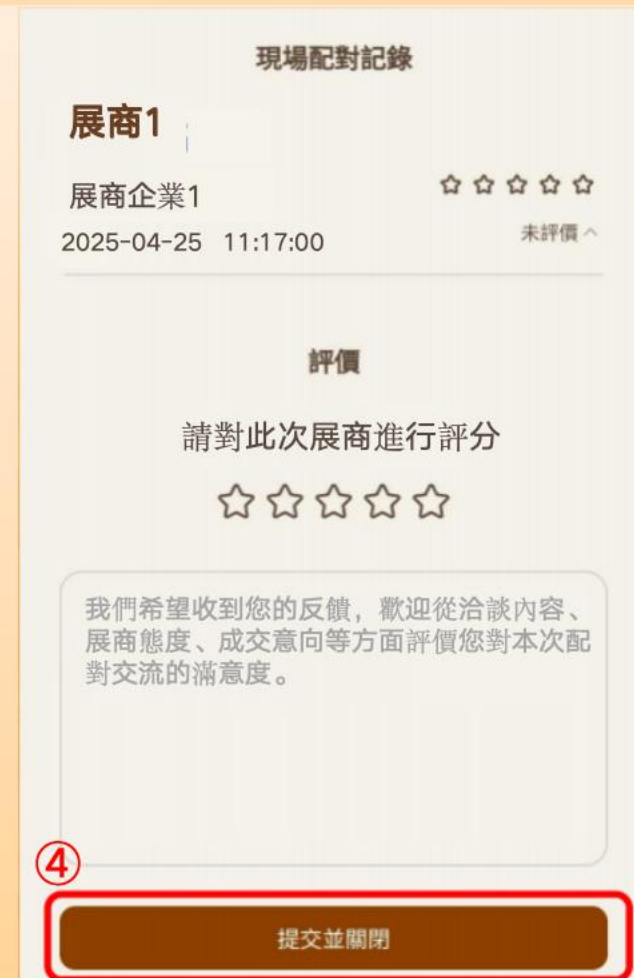 現場配對記錄
展商1
展商企業1
2025-04-25 11:17:00
未評價
評價
請對此次展商進行評分
我們希望收到您的反饋，歡迎從洽談內容、
展商態度、成交意向等方面評價您對本次配
對交流的滿意度。
④
提交並關閉